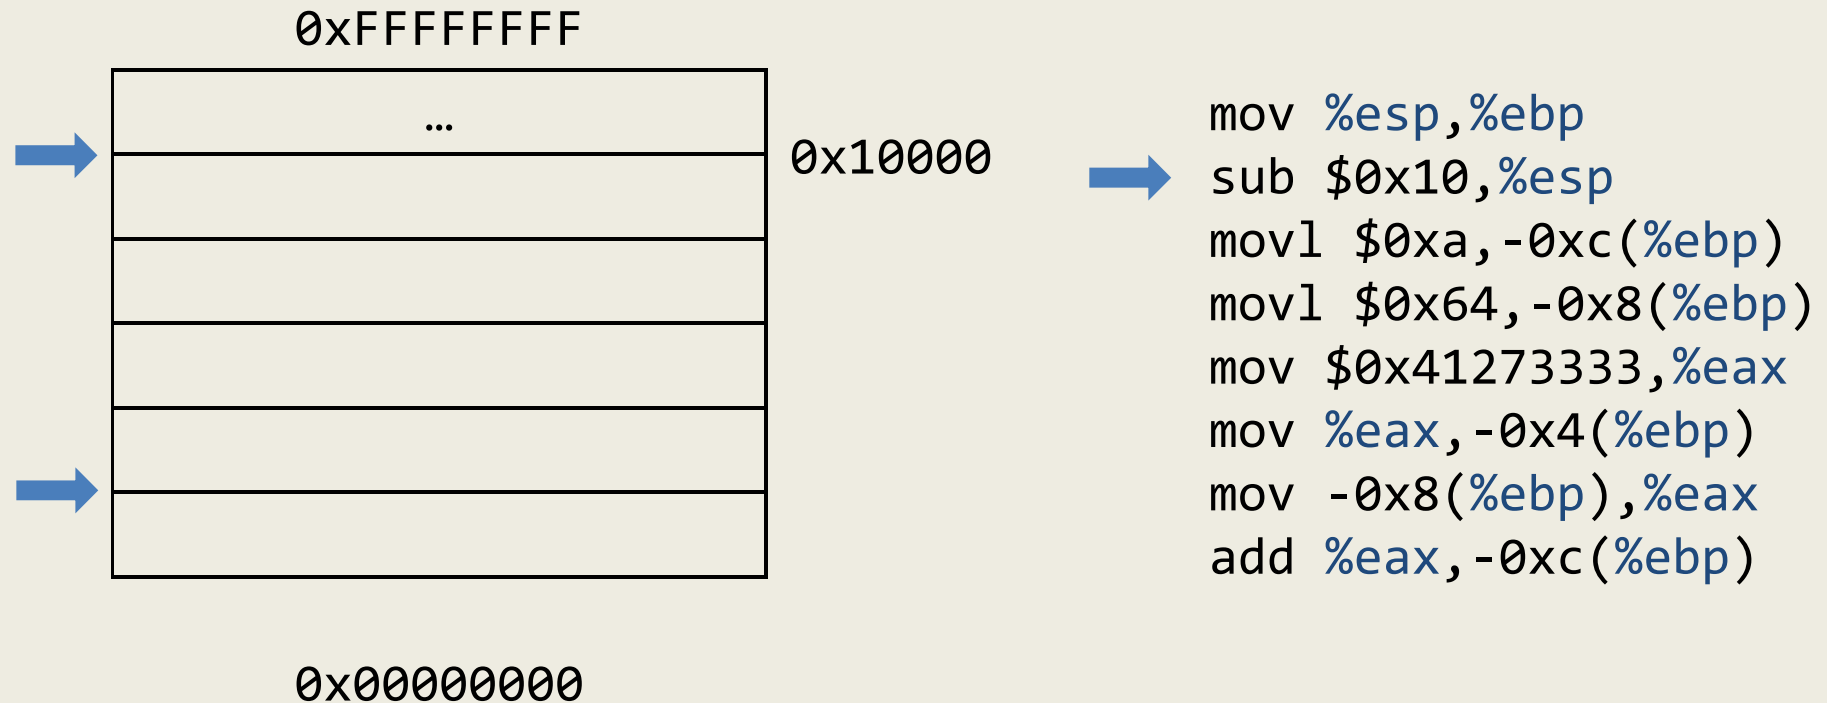 0xFFFFFFFF
…
0x10000
0x00000000
mov %esp,%ebp
sub $0x10,%esp
movl $0xa,-0xc(%ebp)
movl $0x64,-0x8(%ebp)
mov $0x41273333,%eax
mov %eax,-0x4(%ebp)
mov -0x8(%ebp),%eax
add %eax,-0xc(%ebp)